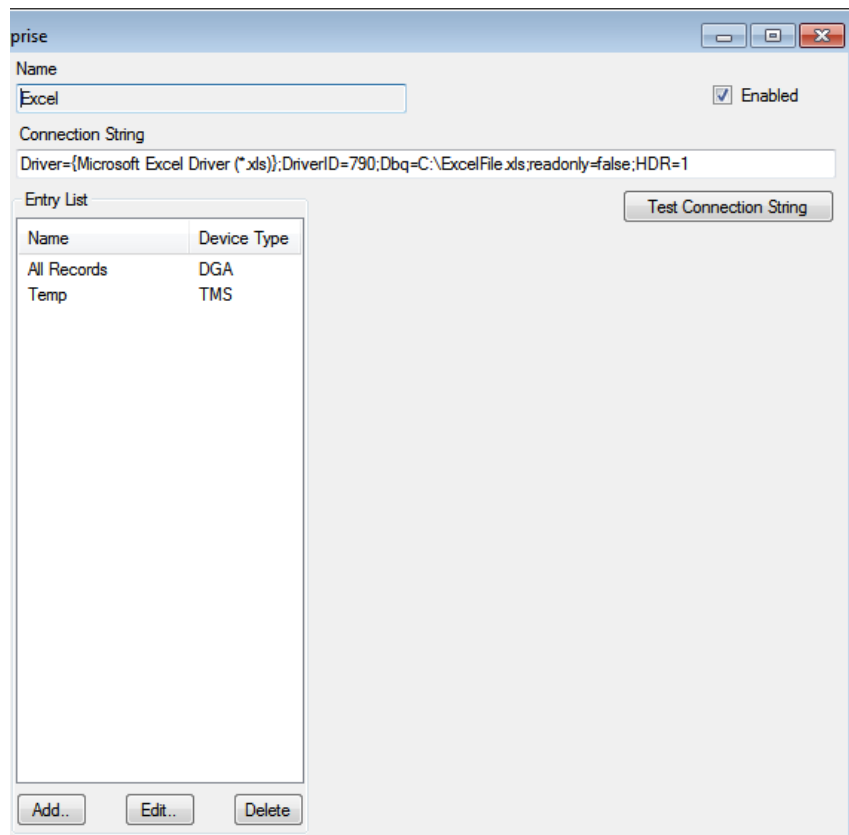 prise
Name
Excel
Enabled
Connection String
Driver={Microsoft Excel Driver (*.xls)};DriverID=790;Dbq=C:\ExcelFile.xls;readonly=false;HDR=1
Entry List
Test Connection String
Name Device Type
All Records DGA
Temp TMS
Add.. Edit.. Delete